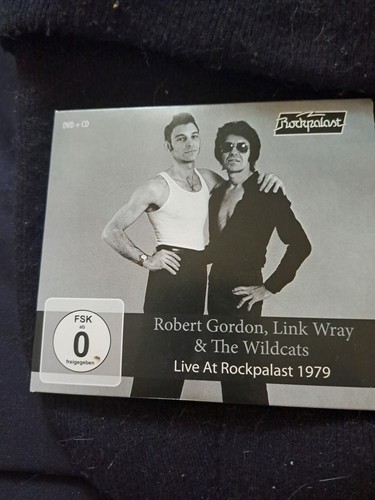 DVD + CD
Rockpalast
FSK
ab
0
freigegeben
Robert Gordon, Link Wray
& The Wildcats
Live At Rockpalast 1979